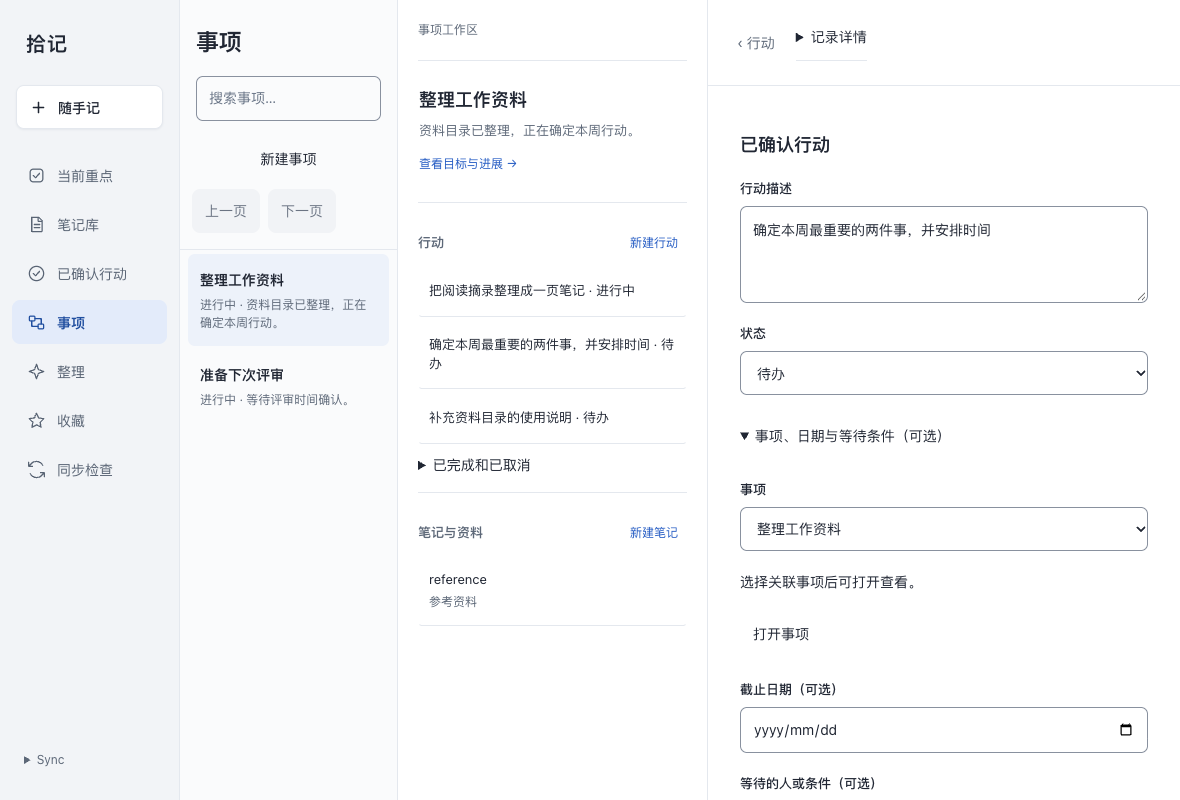 拾记
随手记
当前重点
笔记库
已确认行动
事项
整理
收藏
同步检查
Sync
事项
搜索事项...
新建事项
上一页
下一页
整理工作资料
进行中 · 资料目录已整理，正在
确定本周行动。
准备下次评审
进行中 · 等待评审时间确认。
事项工作区
整理工作资料
资料目录已整理，正在确定本周行动。
查看目标与进展 →
行动
新建行动
把阅读摘录整理成一页笔记 · 进行中
确定本周最重要的两件事，并安排时间 · 待
办
补充资料目录的使用说明 · 待办
已完成和已取消
笔记与资料
新建笔记
reference
参考资料
‹ 行动
记录详情
已确认行动
行动描述
确定本周最重要的两件事，并安排时间
状态
待办
事项、日期与等待条件（可选）
事项
整理工作资料
选择关联事项后可打开查看。
打开事项
截止日期（可选）
yyyy/mm/dd
等待的人或条件（可选）